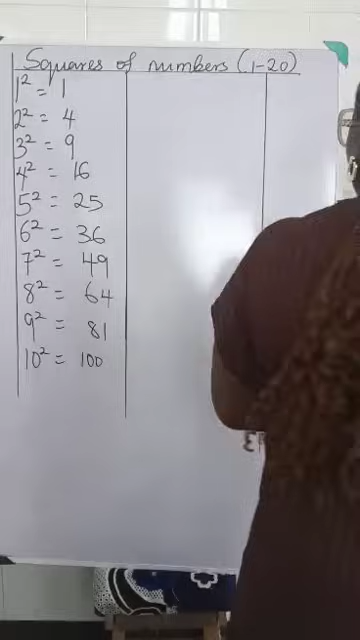 Squares of numbers (1-20)
1² = 1
2² = 4
3² = 9
4² = 16
5² = 25
6² = 36
7² = 49
8² = 64
9² = 81
10² = 100